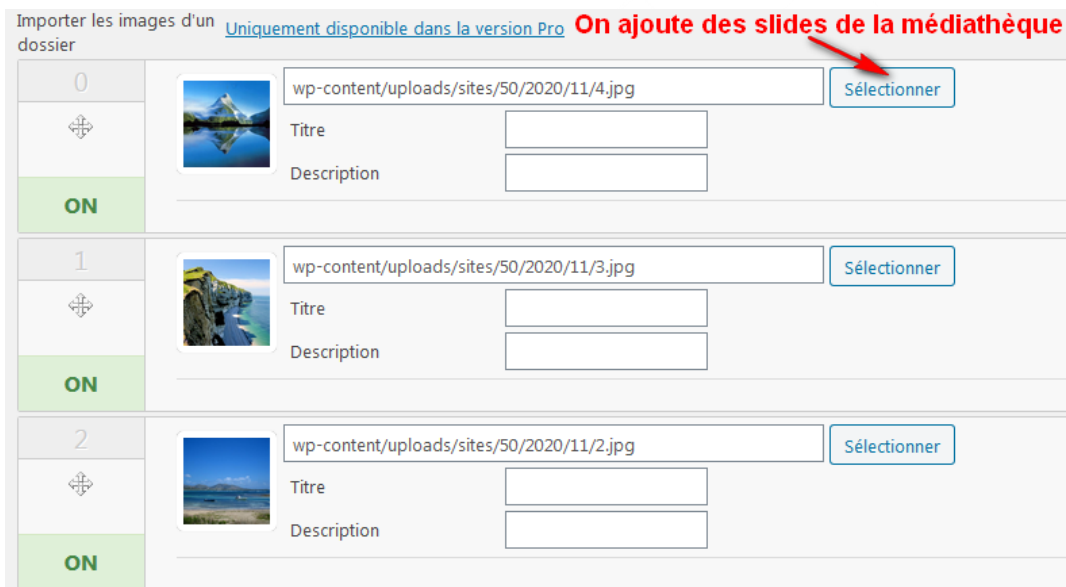 Importer les images d'un dossier
Uniquement disponible dans la version Pro
On ajoute des slides de la médiathèque
0
wp-content/uploads/sites/50/2020/11/4.jpg
Sélectionner
Titre
Description
ON
1
wp-content/uploads/sites/50/2020/11/3.jpg
Sélectionner
Titre
Description
ON
2
wp-content/uploads/sites/50/2020/11/2.jpg
Sélectionner
Titre
Description
ON